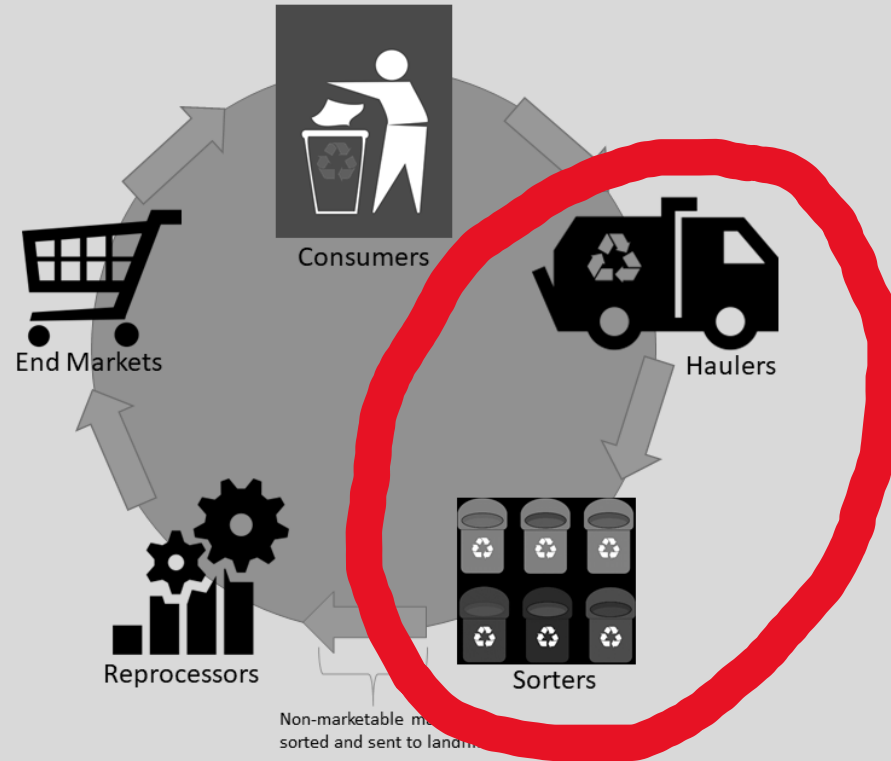 Consumers
Haulers
End Markets
Sorters
Reprocessors
Non-marketable
sorted and sent to